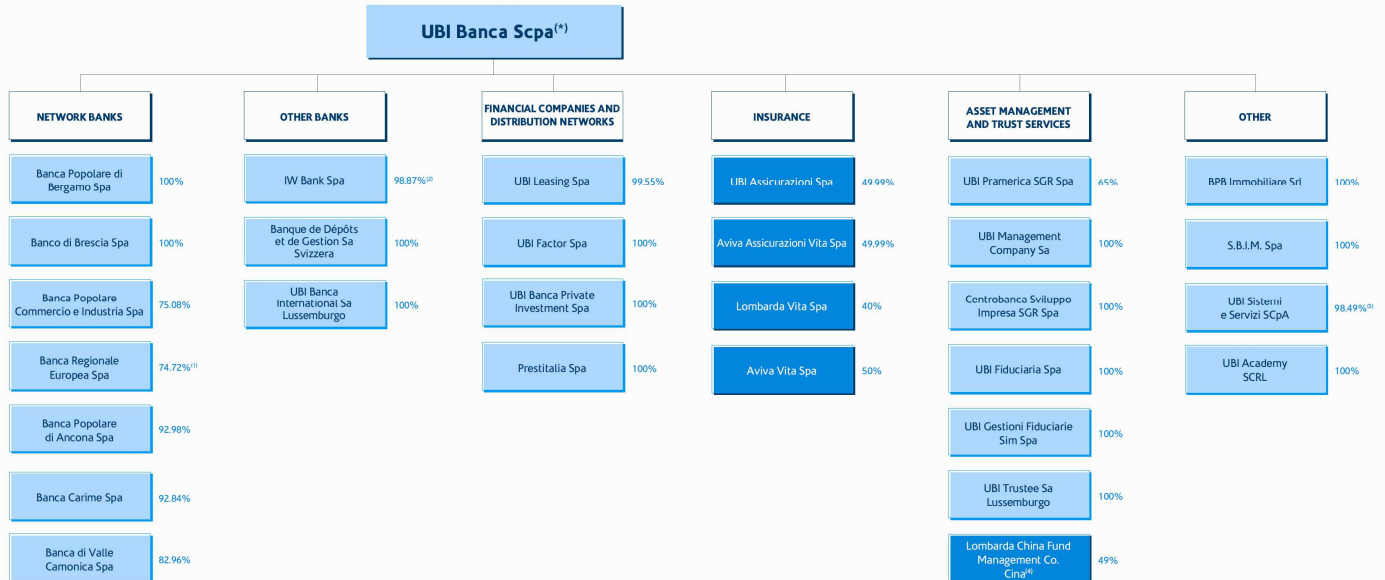 UBI Banca Scpa(*)
NETWORK BANKS
Banca Popolare di
Bergamo Spa
100%
Banco di Brescia Spa
100%
Banca Popolare
Commercio e Industria Spa
75.08%
Banca Regionale
Europea Spa
74.72%(1)
Banca Popolare
di Ancona Spa
92.98%
Banca Carime Spa
92.84%
Banca di Valle
Camonica Spa
82.96%
OTHER BANKS
IW Bank Spa
98.87%(2)
Banque de Dépôts
et de Gestion Sa
Svizzera
100%
UBI Banca
International Sa
Lussemburgo
100%
FINANCIAL COMPANIES AND
DISTRIBUTION NETWORKS
UBI Leasing Spa
99.55%
UBI Factor Spa
100%
UBI Banca Private
Investment Spa
100%
Prestitalia Spa
100%
INSURANCE
UBI Assicurazioni Spa
49.99%
Aviva Assicurazioni Vita Spa
49.99%
Lombarda Vita Spa
40%
Aviva Vita Spa
50%
ASSET MANAGEMENT
AND TRUST SERVICES
UBI Pramerica SGR Spa
65%
UBI Management
Company Sa
100%
Centrobanca Sviluppo
Impresa SGR Spa
100%
UBI Fiduciaria Spa
100%
UBI Gestioni Fiduciarie
Sim Spa
100%
UBI Trustee Sa
Lussemburgo
100%
Lombarda China Fund
Management Co.
Cina(4)
49%
OTHER
BPB Immobiliare Srl
100%
S.B.I.M. Spa
100%
UBI Sistemi
e Servizi SCpA
98.49%(3)
UBI Academy
SCRL
100%